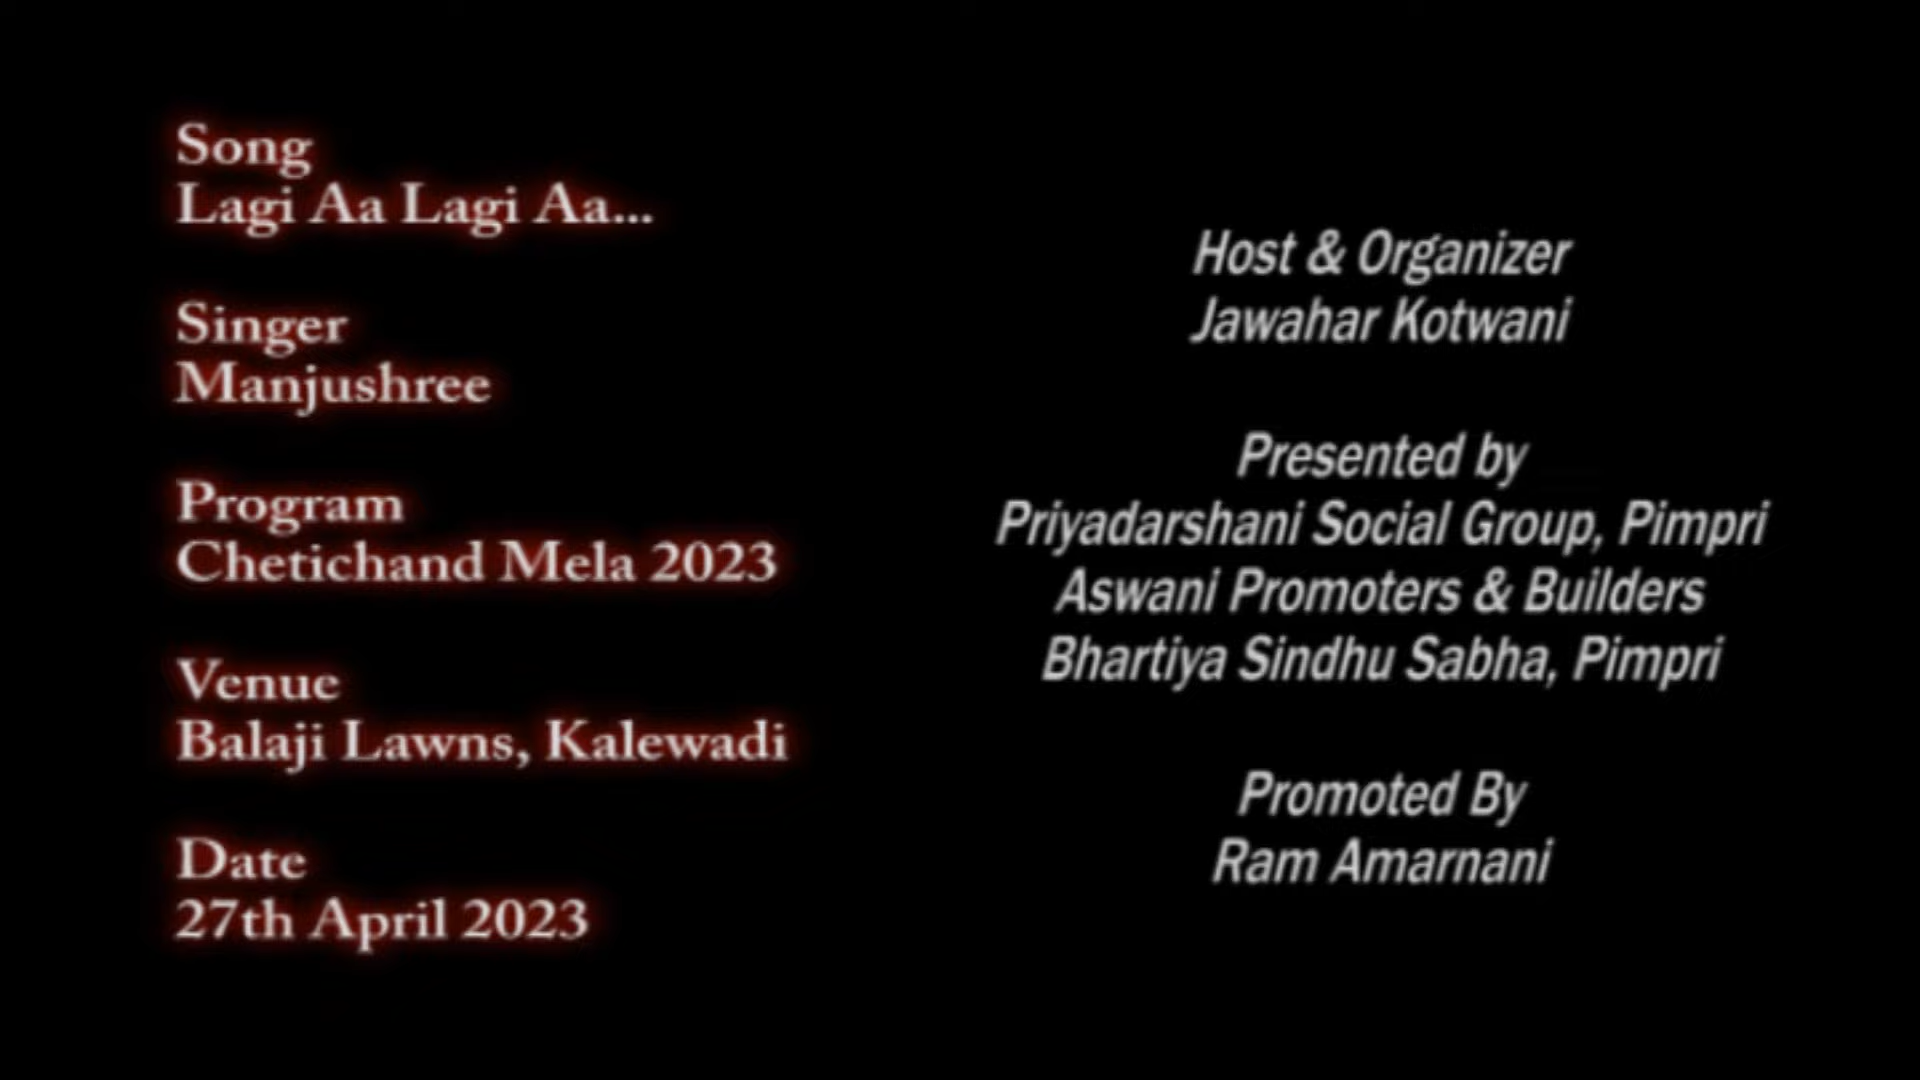 Song
Lagi Aa Lagi Aa...
Singer
Manjushree
Program
Chetichand Mela 2023
Venue
Balaji Lawns, Kalewadi
Date
27th April 2023
Host & Organizer
Jawahar Kotwani
Presented by
Priyadarshani Social Group, Pimpri
Aswani Promoters & Builders
Bhartiya Sindhu Sabha, Pimpri
Promoted By
Ram Amarnani